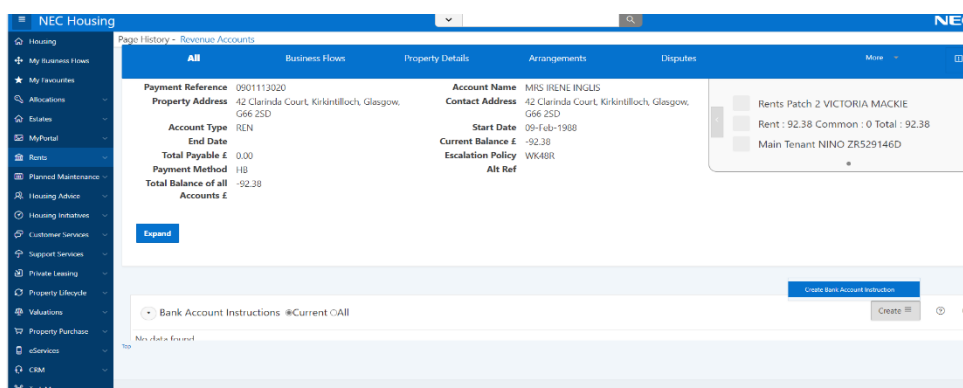 NEC Housing
NEC
Page History - Revenue Accounts
Housing
My Business Flows
My Favourites
Allocations
Estates
MyPortal
Rents
Planned Maintenance
Housing Advice
Housing Initiatives
Customer Services
Support Services
Private Leasing
Property Lifecycle
Valuations
Property Purchase
eServices
CRM
All Business Flows Property Details Arrangements Disputes More
Payment Reference 0901113020
Property Address 42 Clarinda Court, Kirkintilloch, Glasgow,
G66 2SD
Account Type REN
End Date
Total Payable £ 0.00
Payment Method HB
Total Balance of all -92.38
Accounts £
Account Name MRS IRENE INGLIS
Contact Address 42 Clarinda Court, Kirkintilloch, Glasgow,
G66 2SD
Start Date 09-Feb-1988
Current Balance £ -92.38
Escalation Policy WK48R
Alt Ref
Rents Patch 2 VICTORIA MACKIE
Rent : 92.38 Common : 0 Total : 92.38
Main Tenant NINO ZR529146D
Expand
Create Bank Account Instruction
Bank Account Instructions Current All
Create
No data found
Top